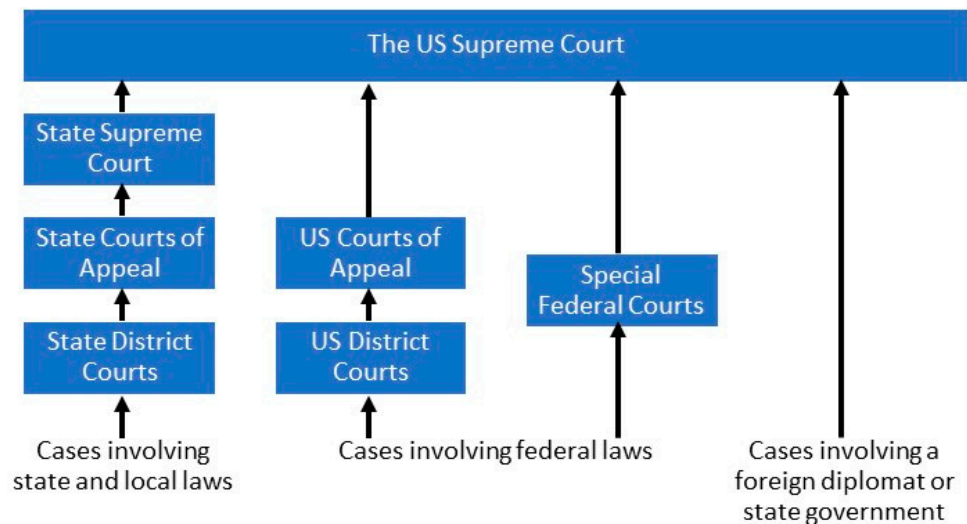 The US Supreme Court
State Supreme
Court
State Courts of
Appeal
US Courts of
Appeal
Special
Federal Courts
State District
Courts
US District
Courts
Cases involving
state and local laws
Cases involving federal laws
Cases involving a
foreign diplomat or
state government